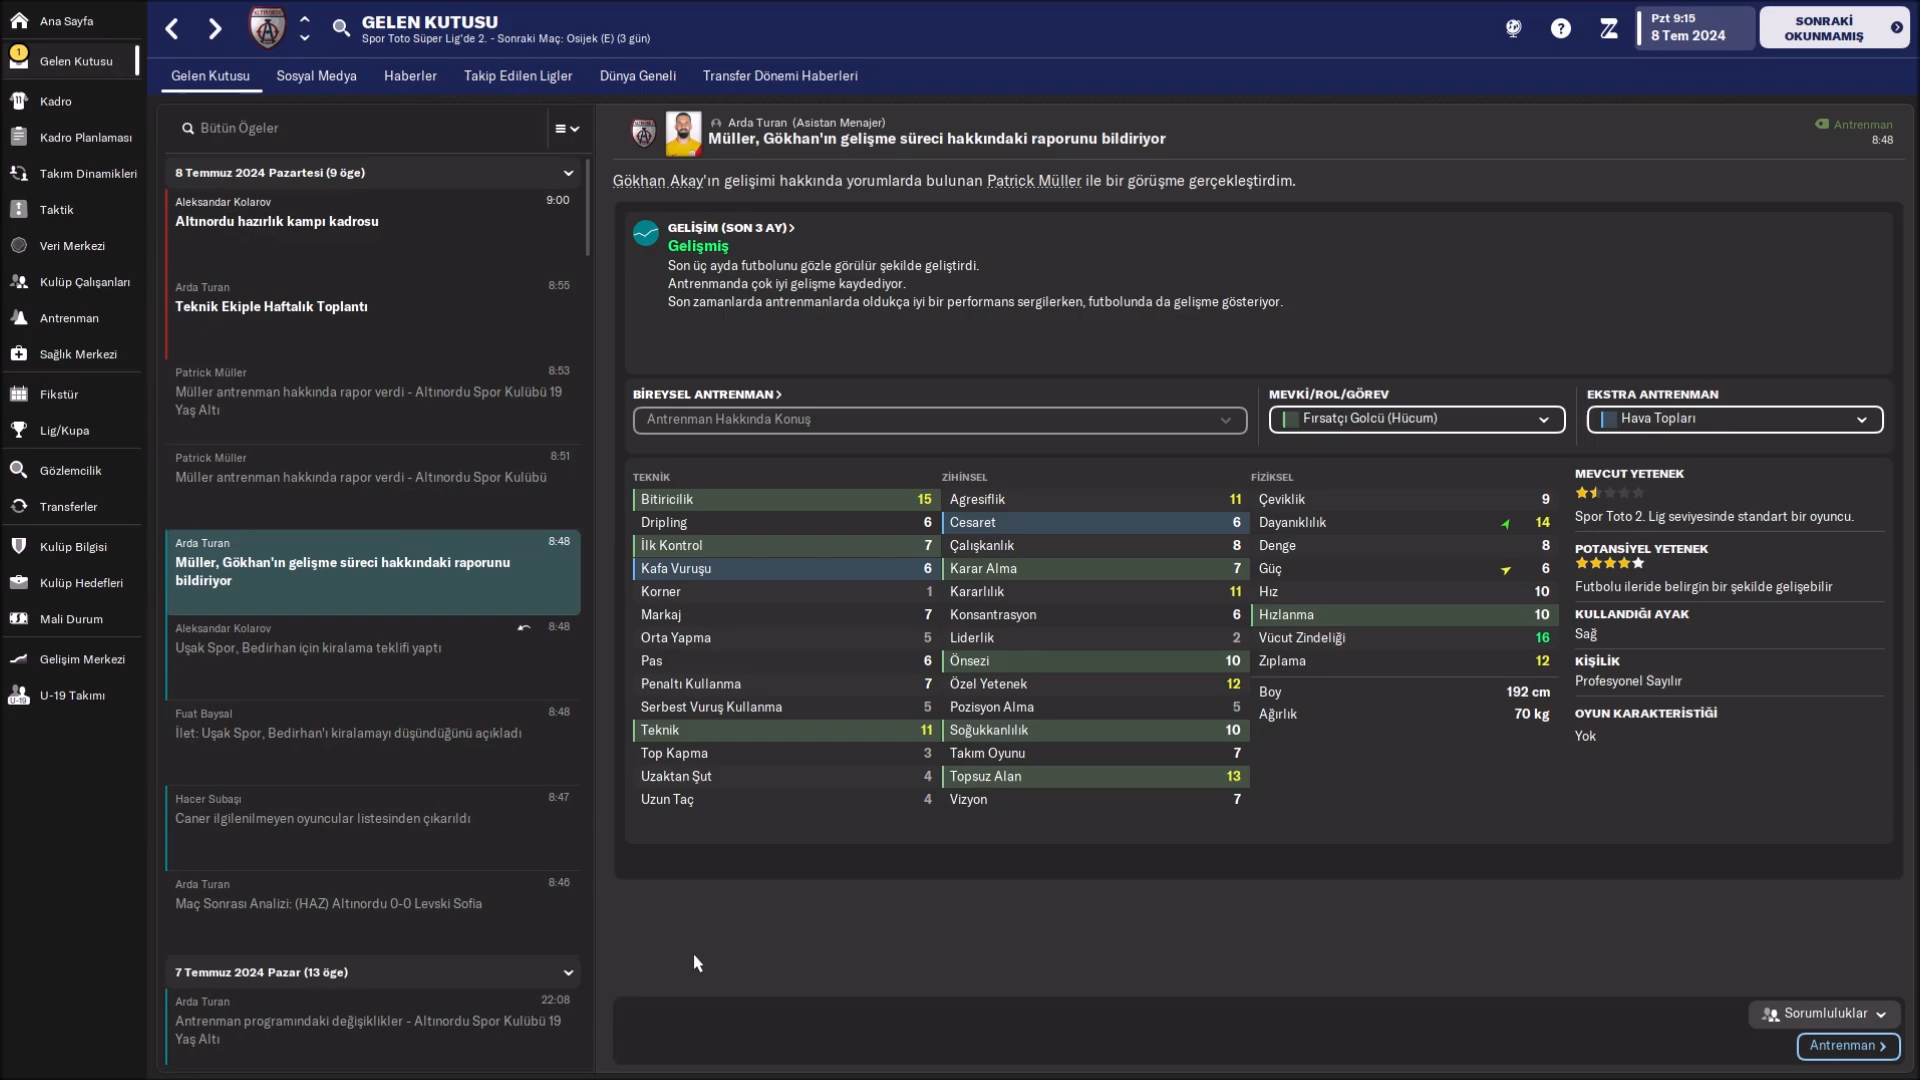 Ana Sayfa
1
Gelen Kutusu
Kadro
Kadro Planlaması
Takım Dinamikleri
Taktik
Veri Merkezi
Kulüp Çalışanları
Antrenman
Sağlık Merkezi
Fikstür
Lig/Kupa
Gözlemcilik
Transferler
Kulüp Bilgisi
Kulüp Hedefleri
Mali Durum
Gelişim Merkezi
U-19 Takımı
GELEN KUTUSU
Spor Toto Süper Lig'de 2. - Sonraki Maç: Osijek (E) (3 gün)
Pzt 9:15
8 Tem 2024
SONRAKİ
OKUNMAMIŞ
Gelen Kutusu
Sosyal Medya
Haberler
Takip Edilen Ligler
Dünya Geneli
Transfer Dönemi Haberleri
Bütün Ögeler
8 Temmuz 2024 Pazartesi (9 öge)
Aleksandar Kolarov 9:00
Altınordu hazırlık kampı kadrosu
Arda Turan 8:55
Teknik Ekiple Haftalık Toplantı
Patrick Müller 8:53
Müller antrenman hakkında rapor verdi - Altınordu Spor Kulübü 19
Yaş Altı
Patrick Müller 8:51
Müller antrenman hakkında rapor verdi - Altınordu Spor Kulübü
Arda Turan 8:48
Müller, Gökhan'ın gelişme süreci hakkındaki raporunu
bildiriyor
Aleksandar Kolarov 8:48
Uşak Spor, Bedirhan için kiralama teklifi yaptı
Fuat Baysal 8:48
İlet: Uşak Spor, Bedirhan'ı kiralamayı düşündüğünü açıkladı
Hacer Subaşı 8:47
Caner ilgilenilmeyen oyuncular listesinden çıkarıldı
Arda Turan 8:46
Maç Sonrası Analizi: (HAZ) Altınordu 0-0 Levski Sofia
7 Temmuz 2024 Pazar (13 öge)
Arda Turan 22:08
Antrenman programındaki değişiklikler - Altınordu Spor Kulübü 19
Yaş Altı
Arda Turan (Asistan Menajer)
Müller, Gökhan'ın gelişme süreci hakkındaki raporunu bildiriyor
Antrenman
8:48
Gökhan Akay'ın gelişimi hakkında yorumlarda bulunan Patrick Müller ile bir görüşme gerçekleştirdim.
GELİŞİM (SON 3 AY)
Gelişmiş
Son üç ayda futbolunu gözle görülür şekilde geliştirdi.
Antrenmanda çok iyi gelişme kaydediyor.
Son zamanlarda antrenmanlarda oldukça iyi bir performans sergilerken, futbolunda da gelişme gösteriyor.
BİREYSEL ANTRENMAN
Antrenman Hakkında Konuş
MEVKİ/ROL/GÖREV
Fırsatçı Golcü (Hücum)
EKSTRA ANTRENMAN
Hava Topları
TEKNİK
Bitiricilik 15
Dripling 6
İlk Kontrol 7
Kafa Vuruşu 6
Korner 1
Markaj 7
Orta Yapma 5
Pas 6
Penaltı Kullanma 7
Serbest Vuruş Kullanma 5
Teknik 11
Top Kapma 3
Uzaktan Şut 4
Uzun Taç 4
ZİHİNSEL
Agresiflik 11
Cesaret 6
Çalışkanlık 8
Karar Alma 7
Kararlılık 11
Konsantrasyon 6
Liderlik 2
Önsezi 10
Özel Yetenek 12
Pozisyon Alma 5
Soğukkanlılık 10
Takım Oyunu 7
Topsuz Alan 13
Vizyon 7
FİZİKSEL
Çeviklik 9
Dayanıklılık 14
Denge 8
Güç 6
Hız 10
Hızlanma 10
Vücut Zindeliği 16
Zıplama 12
Boy 192 cm
Ağırlık 70 kg
MEVCUT YETENEK
Spor Toto 2. Lig seviyesinde standart bir oyuncu.
POTANSİYEL YETENEK
Futbolu ileride belirgin bir şekilde gelişebilir
KULLANDIĞI AYAK
Sağ
KİŞİLİK
Profesyonel Sayılır
OYUN KARAKTERİSTİĞİ
Yok
Sorumluluklar
Antrenman